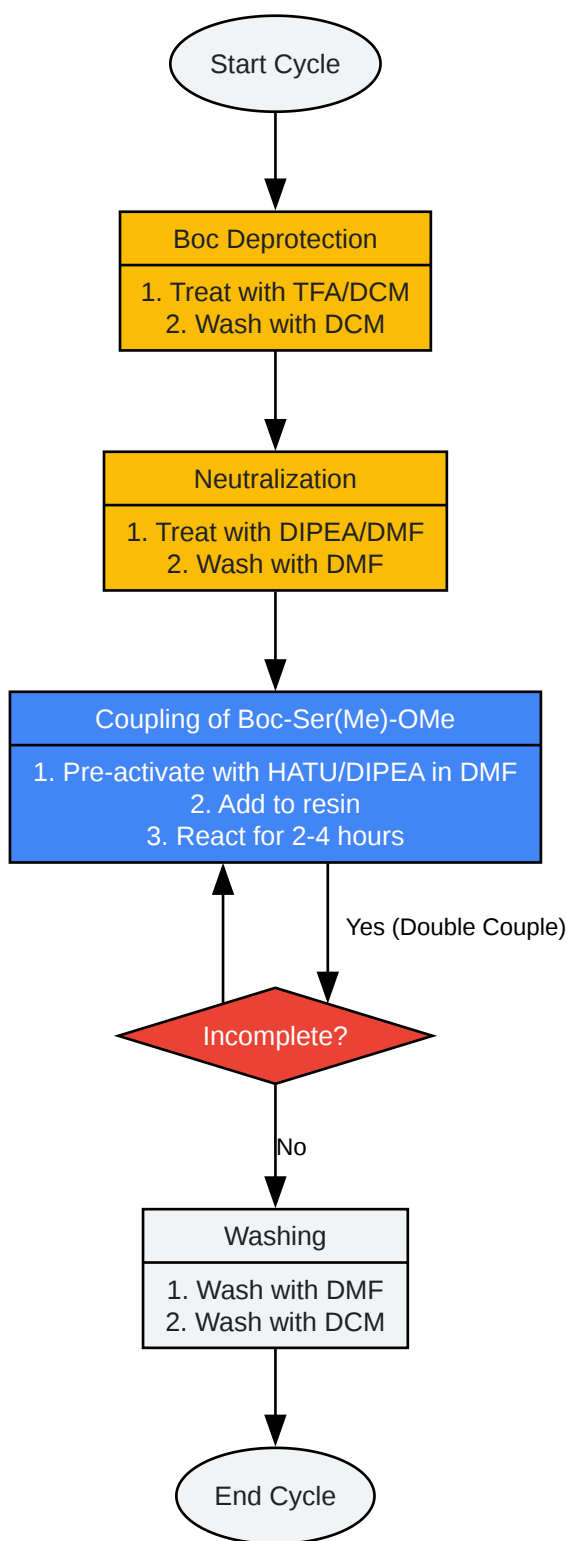 Start Cycle
Boc Deprotection
1. Treat with TFA/DCM
2. Wash with DCM
Neutralization
1. Treat with DIPEA/DMF
2. Wash with DMF
Coupling of Boc-Ser(Me)-OMe
1. Pre-activate with HATU/DIPEA in DMF
2. Add to resin
3. React for 2-4 hours
Yes (Double Couple)
Incomplete?
No
Washing
1. Wash with DMF
2. Wash with DCM
End Cycle